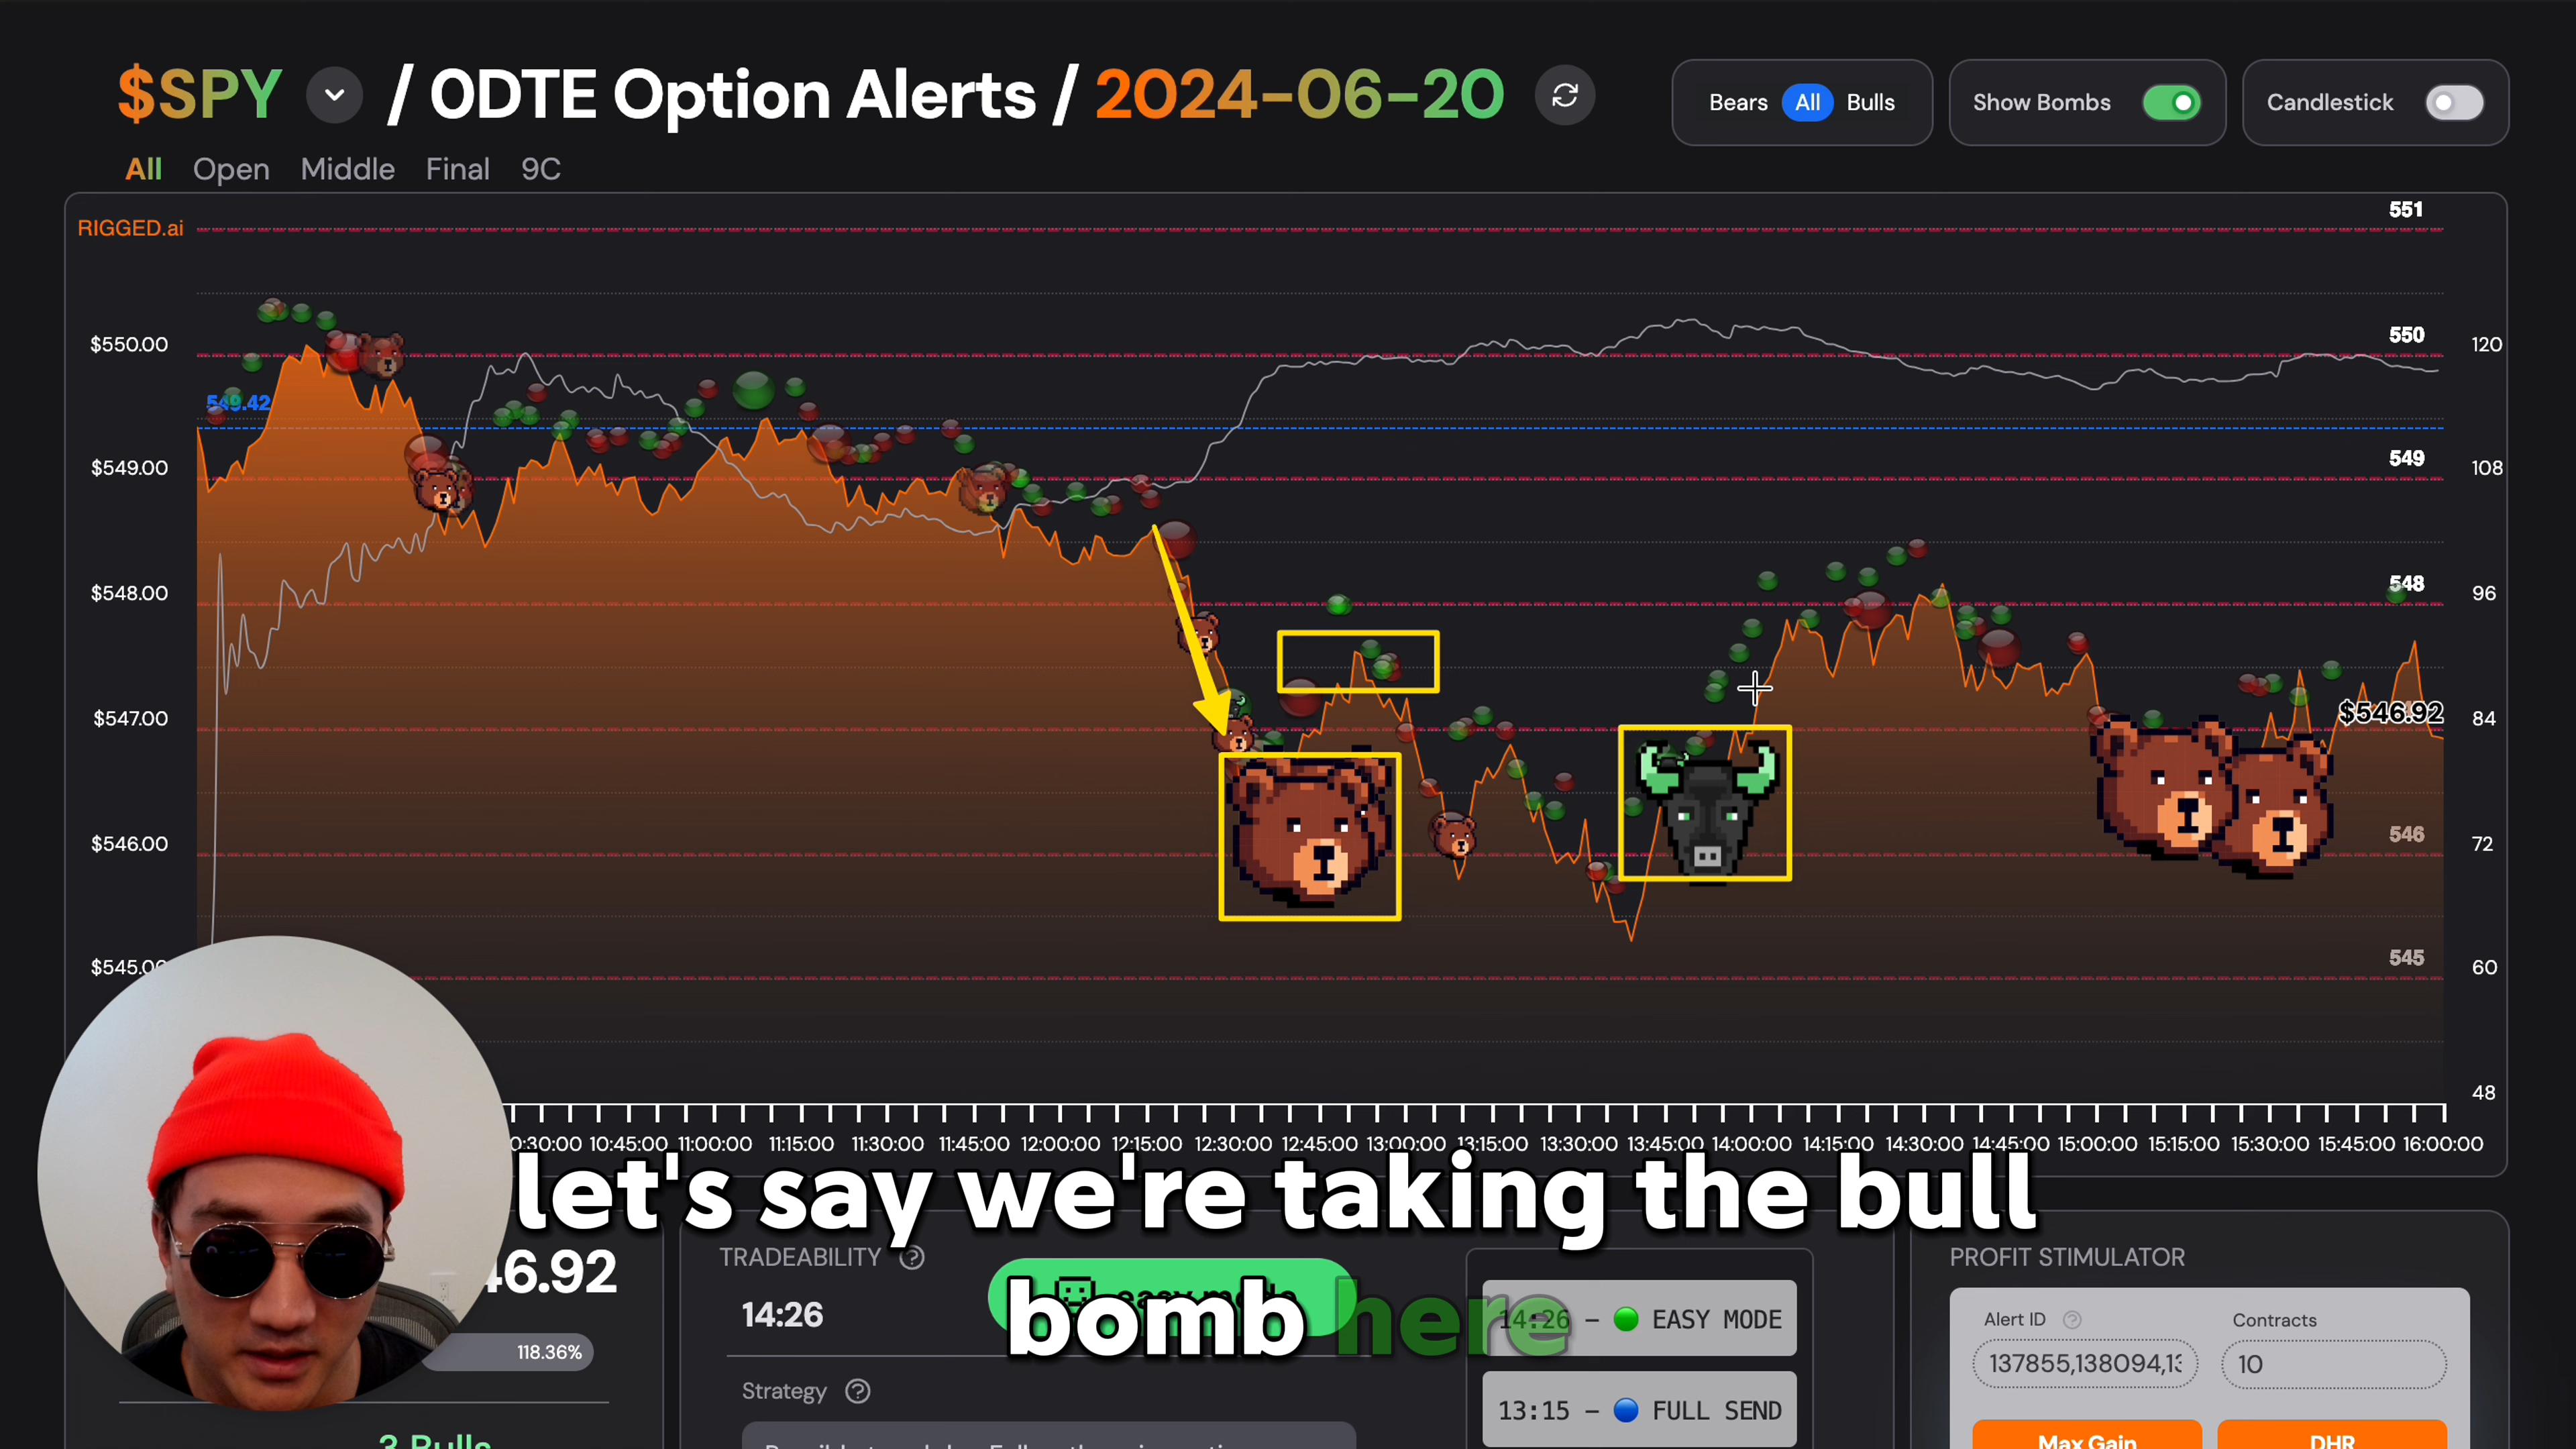 $SPY / 0DTE Option Alerts / 2024-06-20
Bears All Bulls
Show Bombs
Candlestick
All Open Middle Final 9C
RIGGED.ai
551
$550.00
550
120
549.42
$549.00
549
108
$548.00
548
96
$547.00
$546.92
84
$546.00
546
72
545
60
48
10:45:00 11:00:00 11:15:00 11:30:00 11:45:00 12:00:00 12:15:00 12:30:00 12:45:00 13:00:00 13:15:00 13:30:00 13:45:00 14:00:00 14:15:00 14:30:00 14:45:00 15:00:00 15:15:00 15:30:00 15:45:00 16:00:00
let's say we're taking the bull
bomb here
46.92
118.36%
3 Bulls
TRADEABILITY
14:26
Strategy
14:26 – EASY MODE
13:15 – FULL SEND
PROFIT STIMULATOR
Alert ID
Contracts
137855,138094,13
10
Max Gain
DHR